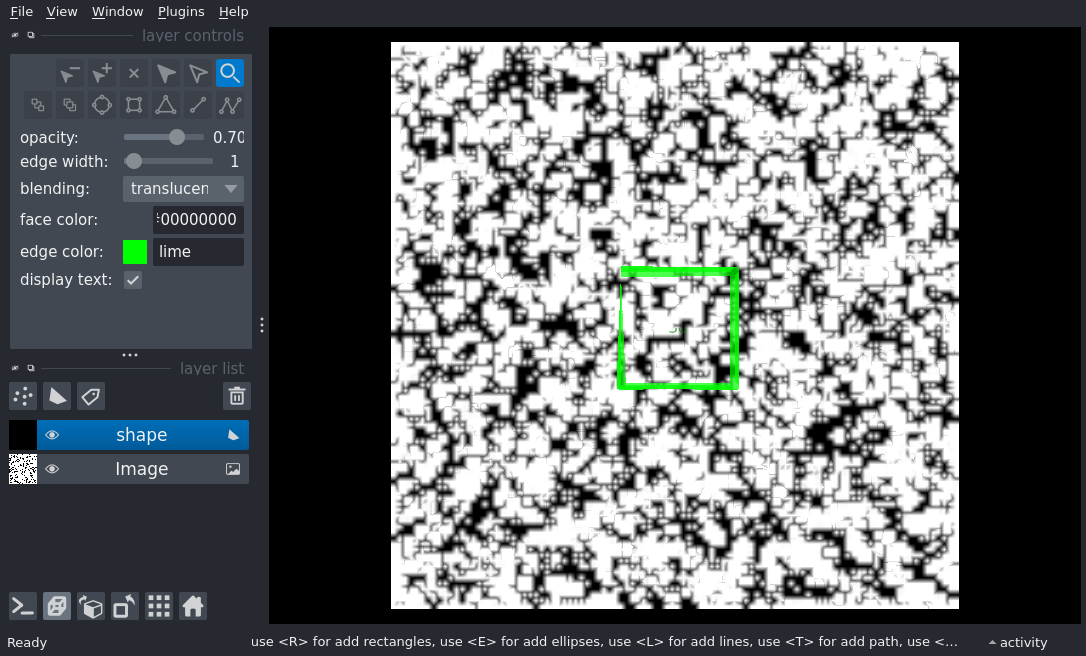 File View Window Plugins Help
layer controls
opacity: 0.70
edge width: 1
blending: translucen
face color: 00000000
edge color: lime
display text:
layer list
shape
Image
Ready use <R> for add rectangles, use <E> for add ellipses, use <L> for add lines, use <T> for add path, use <... activity